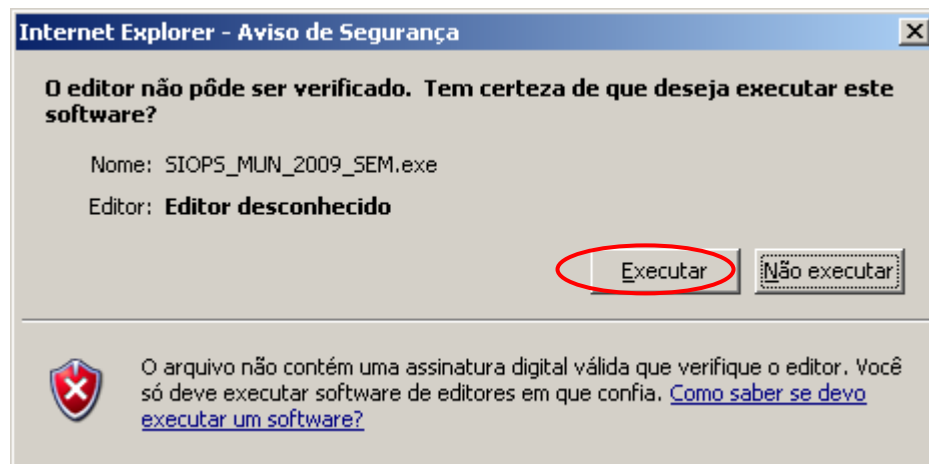 Internet Explorer - Aviso de Segurança
O editor não pôde ser verificado. Tem certeza de que deseja executar este
software?
Nome: SIOPS_MUN_2009_SEM.exe
Editor: Editor desconhecido
Executar Não executar
O arquivo não contém uma assinatura digital válida que verifique o editor. Você
só deve executar software de editores em que confia. Como saber se devo
executar um software?